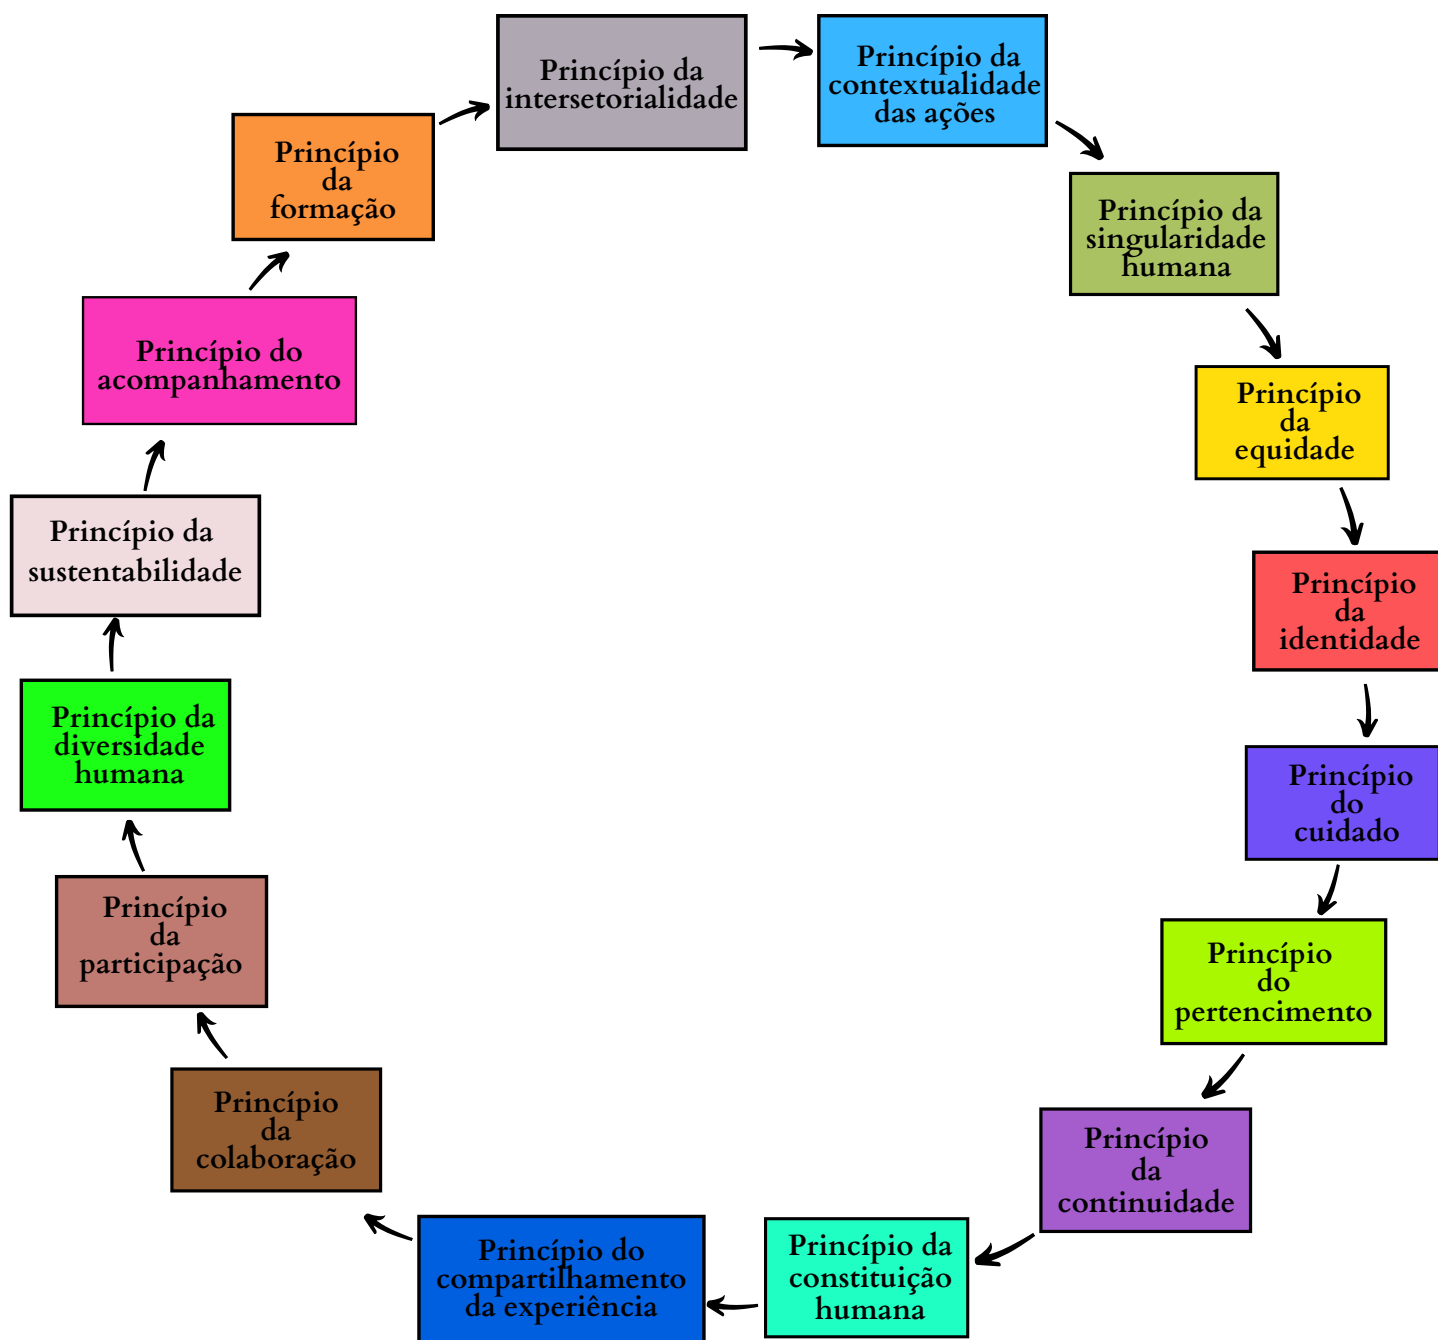 Princípio da
intersetorialidade
Princípio da
contextualidade
das ações
Princípio da
singularidade
humana
Princípio
da
equidade
Princípio
da
identidade
Princípio
do
cuidado
Princípio
do
pertencimento
Princípio
da
continuidade
Princípio da
constituição
humana
Princípio do
compartilhamento
da experiência
Princípio
da
colaboração
Princípio
da
participação
Princípio da
diversidade
humana
Princípio da
sustentabilidade
Princípio do
acompanhamento
Princípio
da
formação